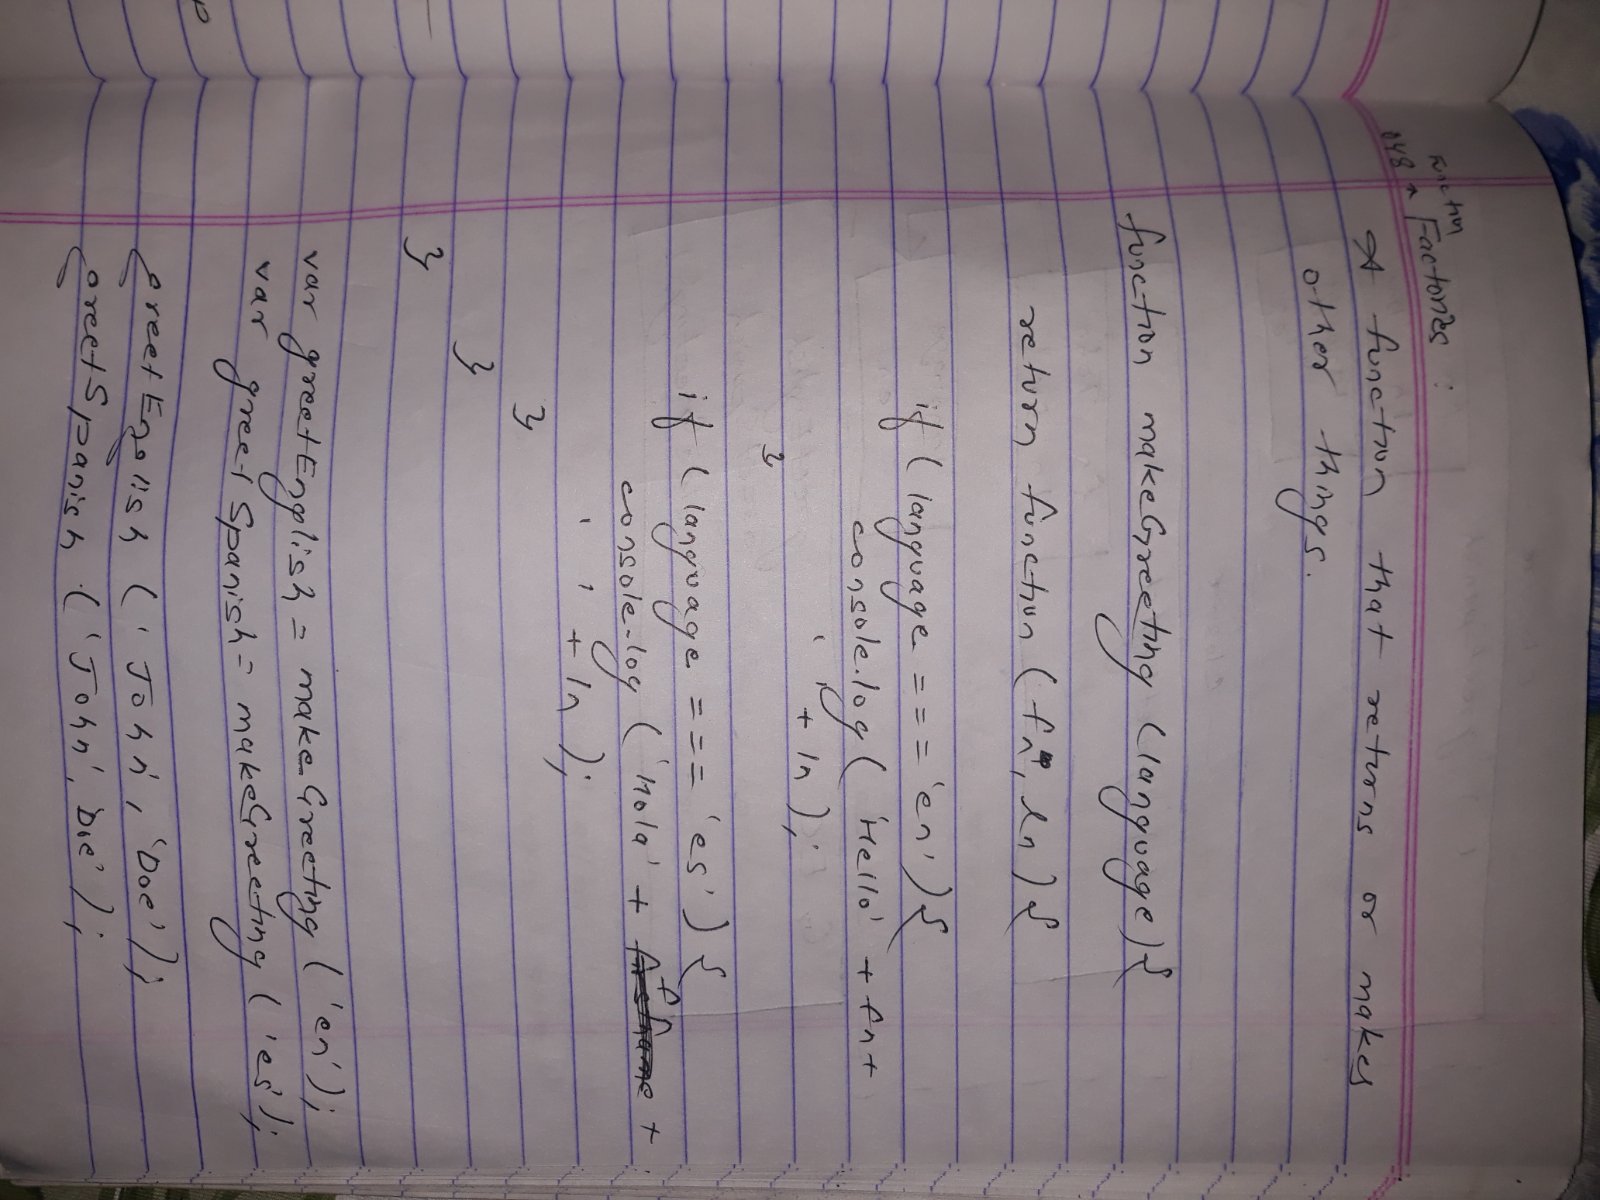 048 ^ Function Factories :
A function that returns or makes
other things.
function makeGreeting (language){
return function ( fn, ln ) {
if ( language === 'en' ) {
console.log( 'Hello' + fn +
' ' + ln );
}
if ( language === 'es' ) {
console.log ( 'Hola' + fn +
' ' + ln );
}
}
}
var greetEnglish = makeGreeting ( 'en' );
var greetSpanish = makeGreeting ( 'es' );
greetEnglish ( 'John', 'Doe' );
greetSpanish ( 'John', 'Doe' );